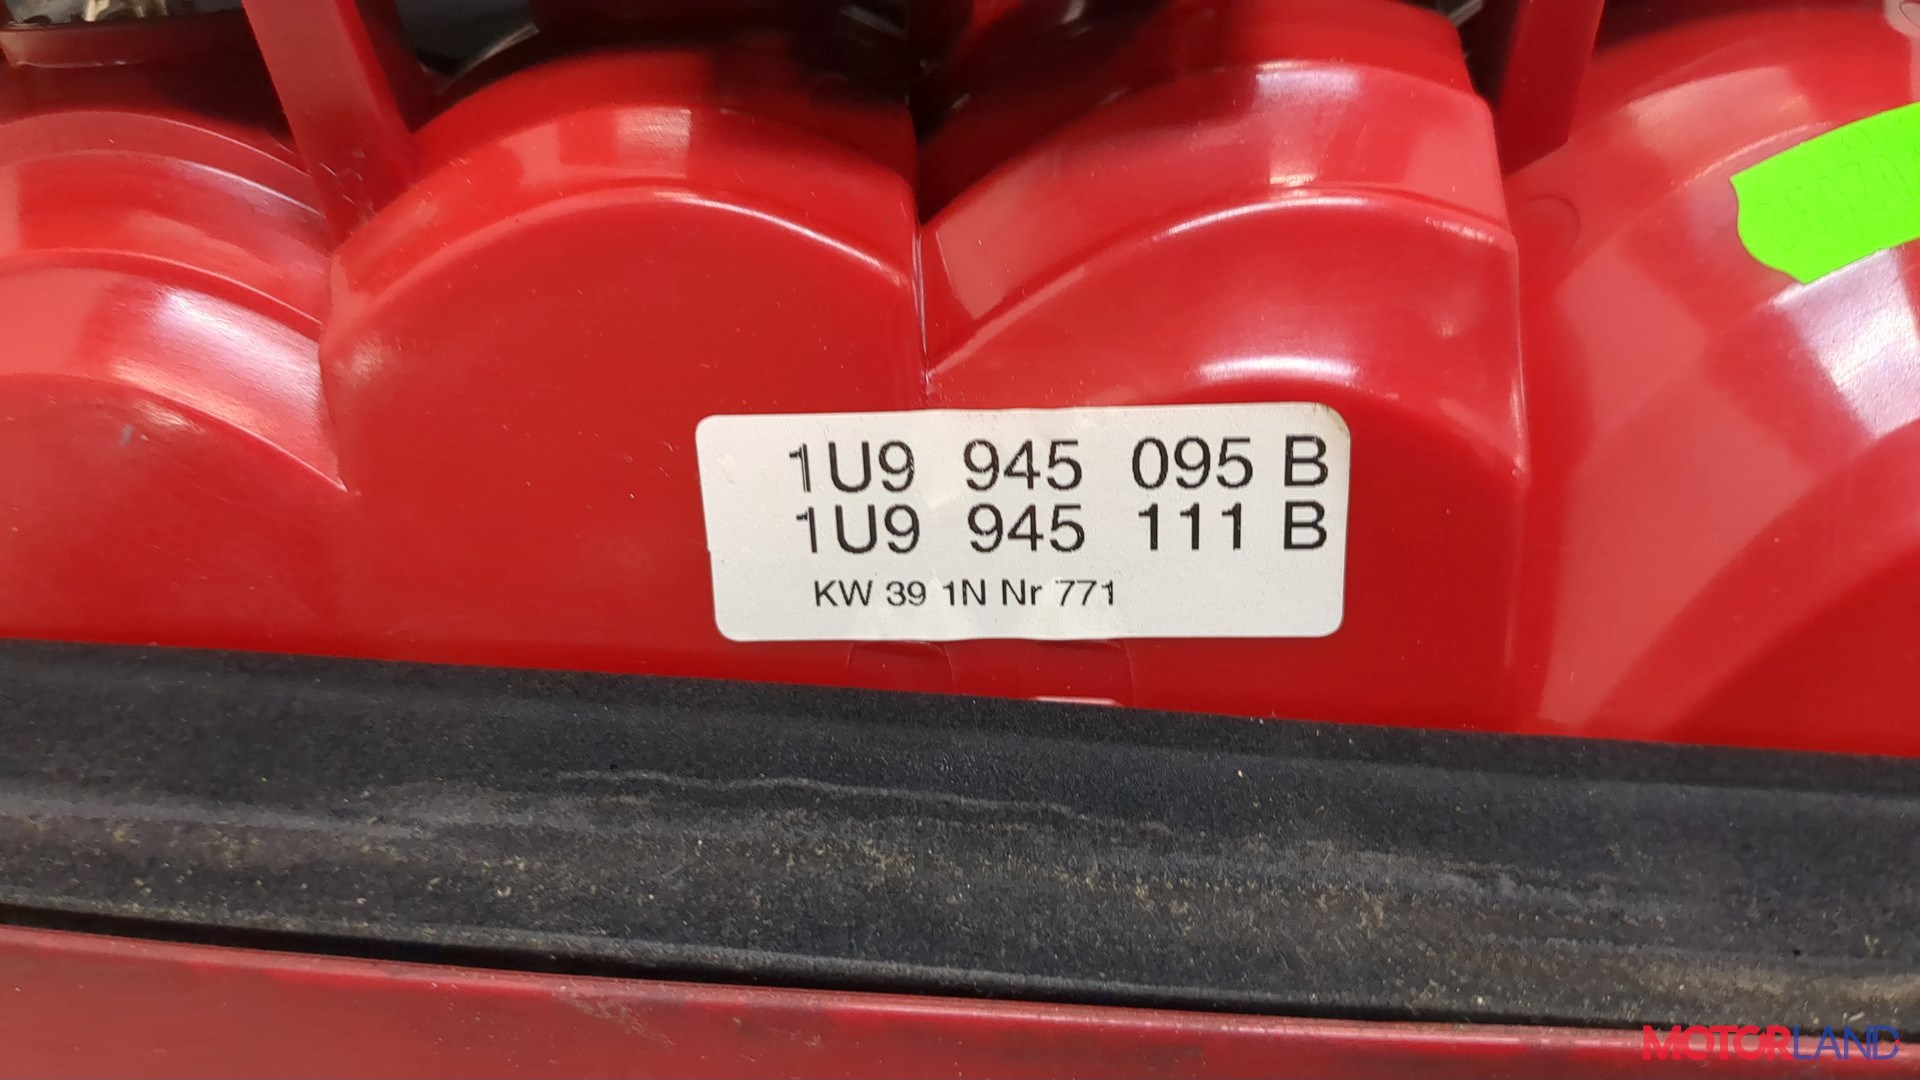 1U9 945 095 B
1U9 945 111 B
KW 39 1N Nr 771
MOTORLAND